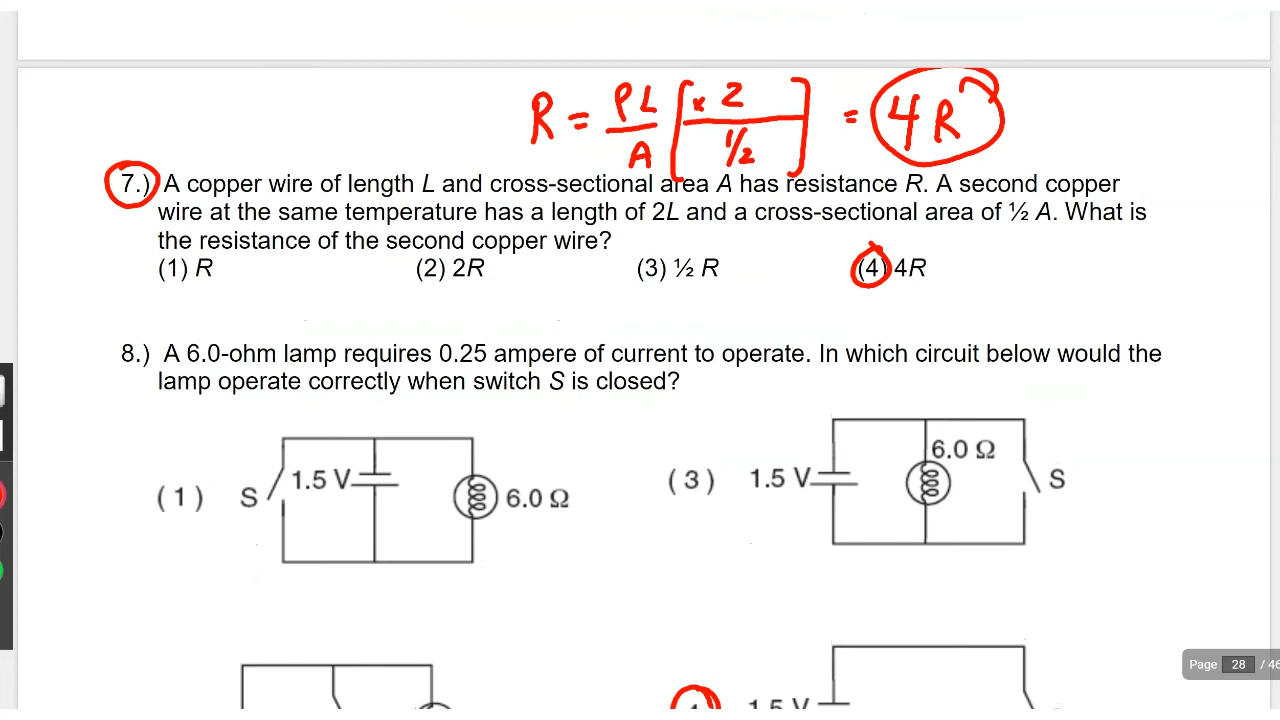 R = ρL/A [x 2 / 1/2] = 4R
7.) A copper wire of length L and cross-sectional area A has resistance R. A second copper
wire at the same temperature has a length of 2L and a cross-sectional area of ½ A. What is
the resistance of the second copper wire?
(1) R (2) 2R (3) ½ R (4) 4R
8.) A 6.0-ohm lamp requires 0.25 ampere of current to operate. In which circuit below would the
lamp operate correctly when switch S is closed?
(1) S 1.5 V 6.0 Ω
(3) 1.5 V 6.0 Ω S
Page 28 / 46
1.5 V